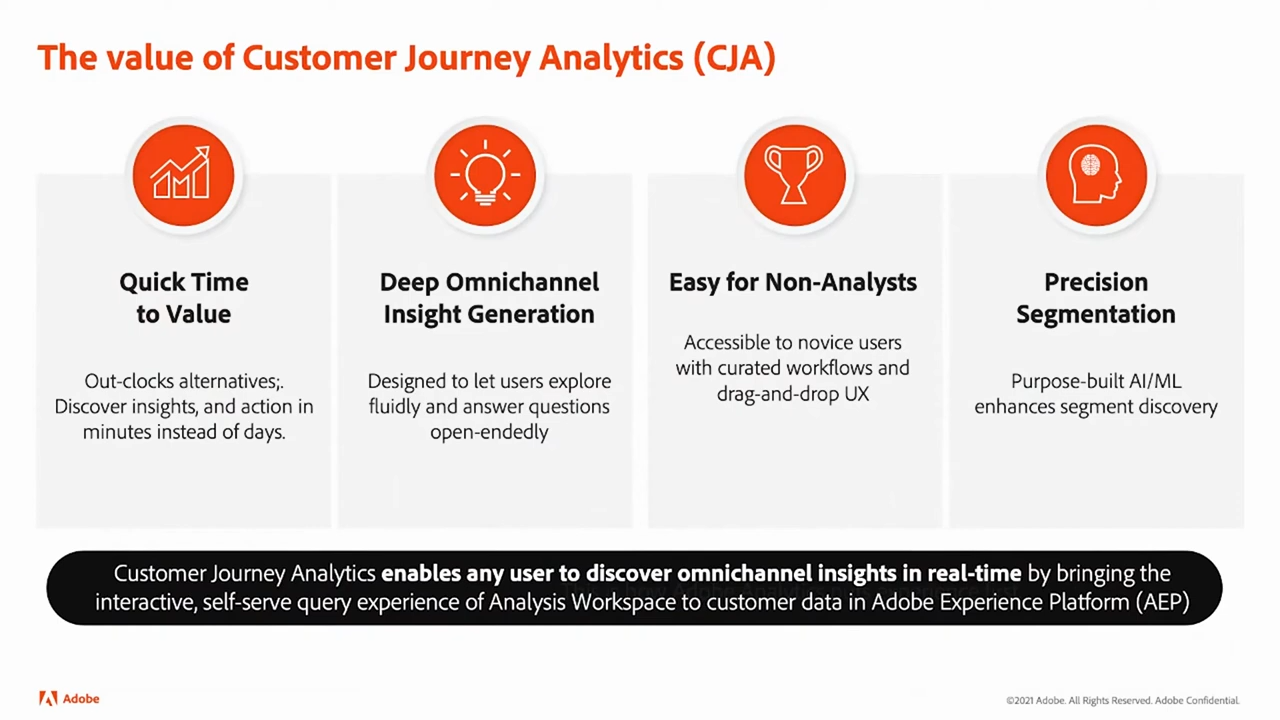 The value of Customer Journey Analytics (CJA)
Quick Time
to Value
Out-clocks alternatives;.
Discover insights, and action in
minutes instead of days.
Deep Omnichannel
Insight Generation
Designed to let users explore
fluidly and answer questions
open-endedly
Easy for Non-Analysts
Accessible to novice users
with curated workflows and
drag-and-drop UX
Precision
Segmentation
Purpose-built AI/ML
enhances segment discovery
Customer Journey Analytics enables any user to discover omnichannel insights in real-time by bringing the
interactive, self-serve query experience of Analysis Workspace to customer data in Adobe Experience Platform (AEP)
Adobe
©2021 Adobe. All Rights Reserved. Adobe Confidential.